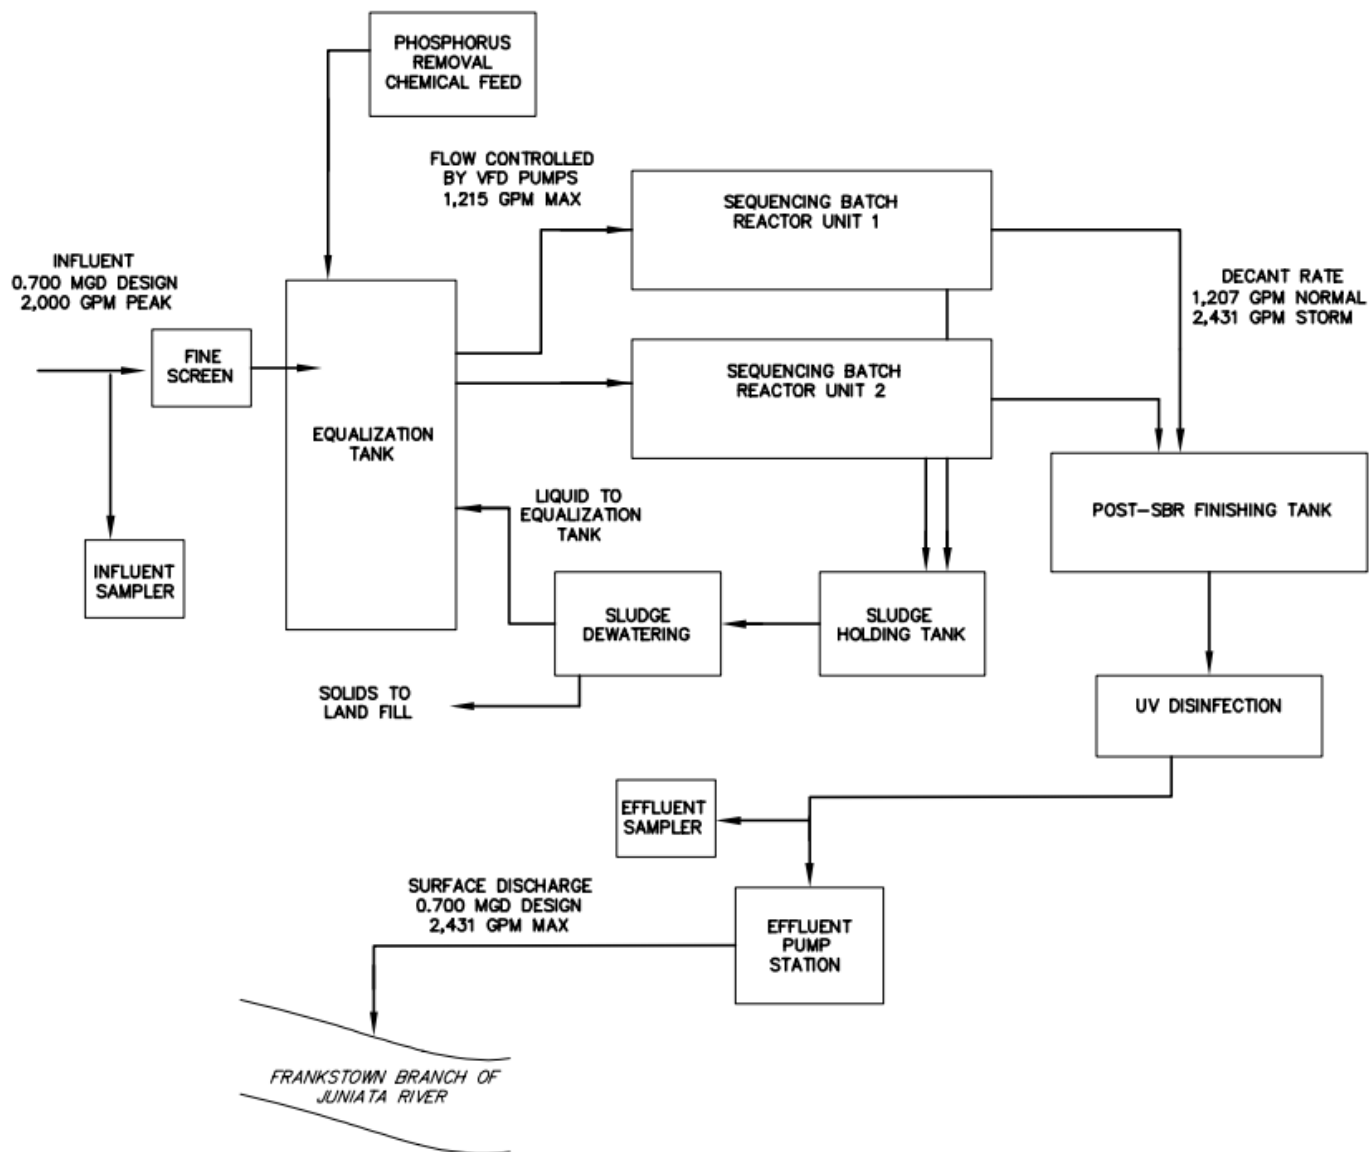 PHOSPHORUS
REMOVAL
CHEMICAL FEED
FLOW CONTROLLED
BY VFD PUMPS
1,215 GPM MAX
SEQUENCING BATCH
REACTOR UNIT 1
INFLUENT
0.700 MGD DESIGN
2,000 GPM PEAK
DECANT RATE
1,207 GPM NORMAL
2,431 GPM STORM
FINE
SCREEN
SEQUENCING BATCH
REACTOR UNIT 2
EQUALIZATION
TANK
LIQUID TO
EQUALIZATION
TANK
POST-SBR FINISHING TANK
INFLUENT
SAMPLER
SLUDGE
DEWATERING
SLUDGE
HOLDING TANK
SOLIDS TO
LAND FILL
UV DISINFECTION
EFFLUENT
SAMPLER
SURFACE DISCHARGE
0.700 MGD DESIGN
2,431 GPM MAX
EFFLUENT
PUMP
STATION
FRANKSTOWN BRANCH OF
JUNIATA RIVER